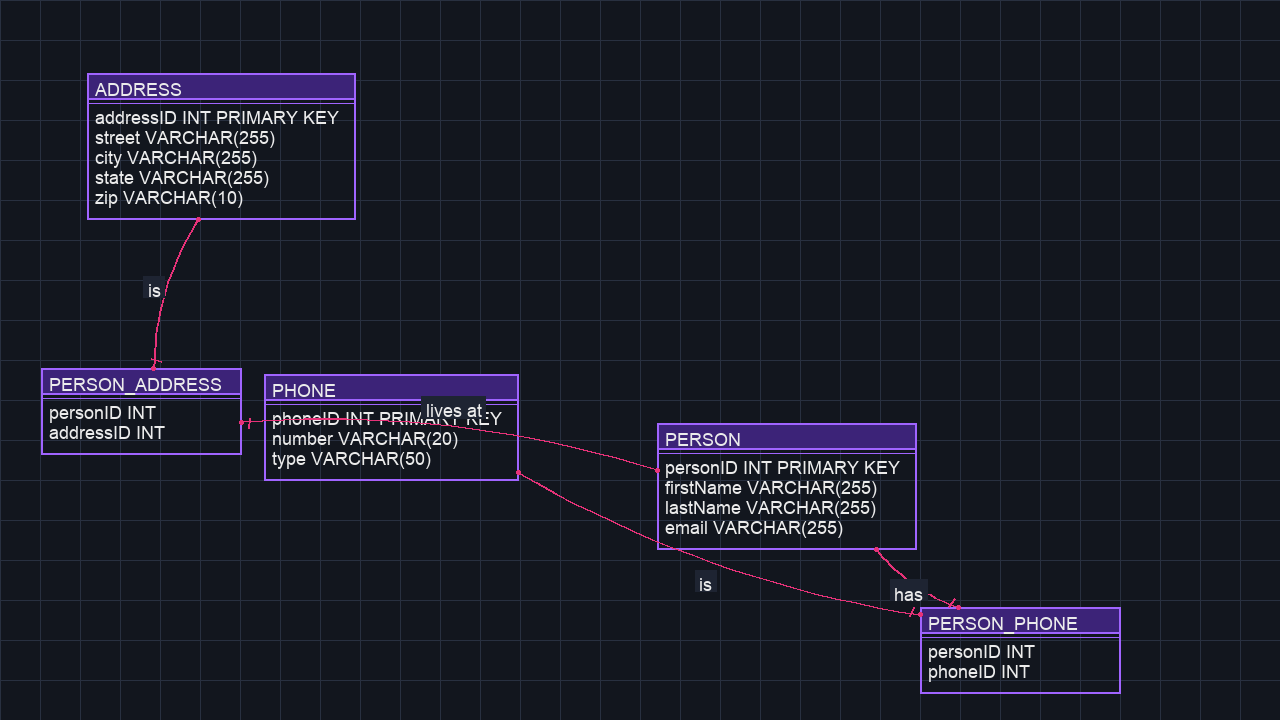 ADDRESS
addressID INT PRIMARY KEY
street VARCHAR(255)
city VARCHAR(255)
state VARCHAR(255)
zip VARCHAR(10)
is
PERSON_ADDRESS
personID INT
addressID INT
PHONE
phoneID INT PRIMARY KEY
number VARCHAR(20)
type VARCHAR(50)
lives at
PERSON
personID INT PRIMARY KEY
firstName VARCHAR(255)
lastName VARCHAR(255)
email VARCHAR(255)
is
has
PERSON_PHONE
personID INT
phoneID INT